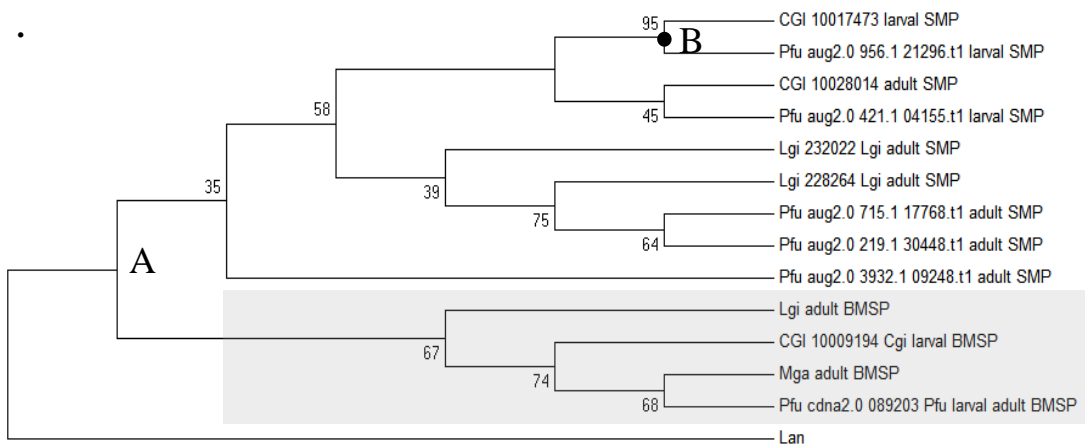 95
CGI 10017473 larval SMP
B
Pfu aug2.0 956.1 21296.t1 larval SMP
CGI 10028014 adult SMP
58
45
Pfu aug2.0 421.1 04155.t1 larval SMP
Lgi 232022 Lgi adult SMP
35
39
Lgi 228264 Lgi adult SMP
75
Pfu aug2.0 715.1 17768.t1 adult SMP
64
Pfu aug2.0 219.1 30448.t1 adult SMP
A
Pfu aug2.0 3932.1 09248.t1 adult SMP
Lgi adult BMSP
67
CGI 10009194 Cgi larval BMSP
74
Mga adult BMSP
68
Pfu cdna2.0 089203 Pfu larval adult BMSP
Lan